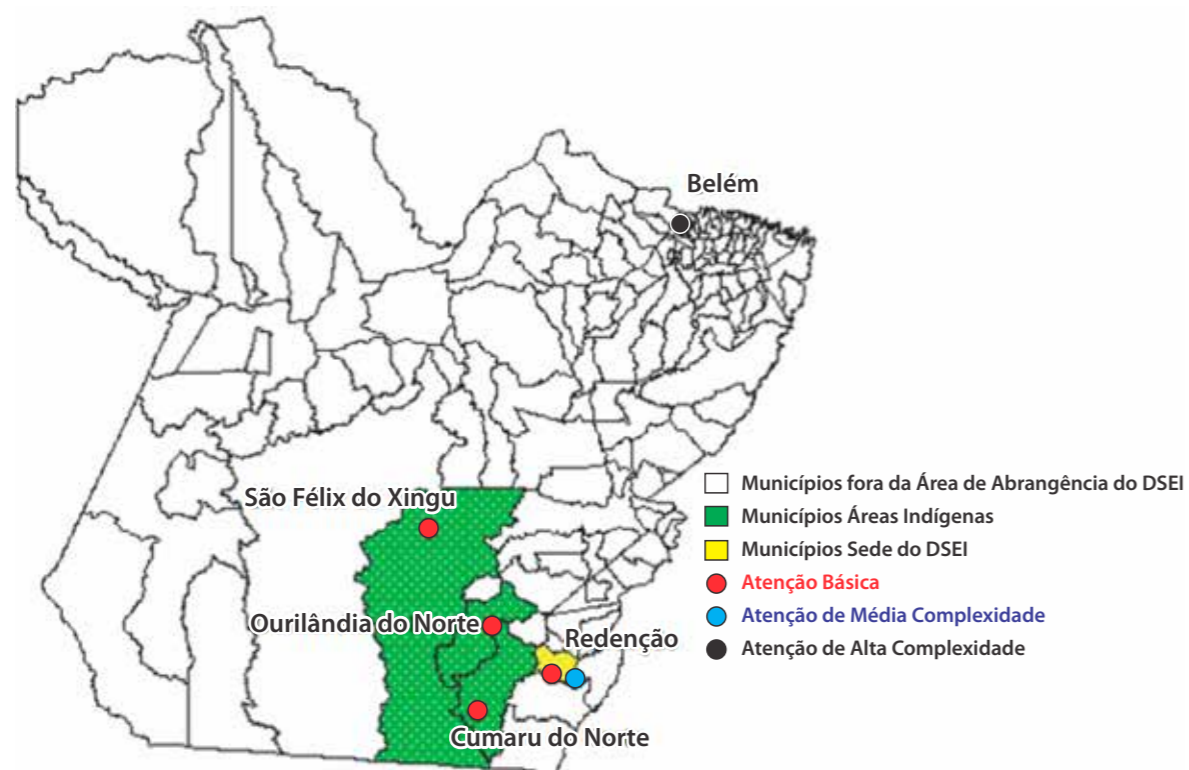 Belém
São Félix do Xingu
Ourilândia do Norte
Redenção
Cumaru do Norte
Municípios fora da Área de Abrangência do DSEI
Municípios Áreas Indígenas
Municípios Sede do DSEI
Atenção Básica
Atenção de Média Complexidade
Atenção de Alta Complexidade